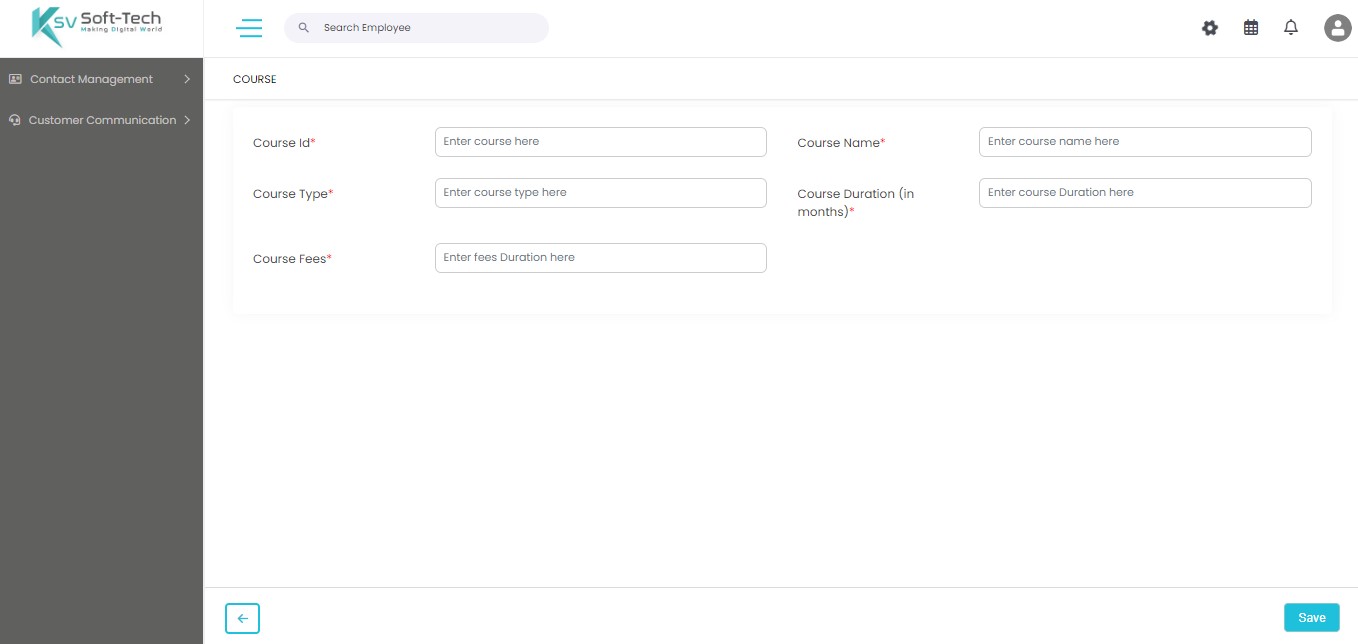 Ksv Soft-Tech
Making Digital World
Search Employee
Contact Management
Customer Communication
COURSE
Course Id*
Enter course here
Course Name*
Enter course name here
Course Type*
Enter course type here
Course Duration (in
months)*
Enter course Duration here
Course Fees*
Enter fees Duration here
Save